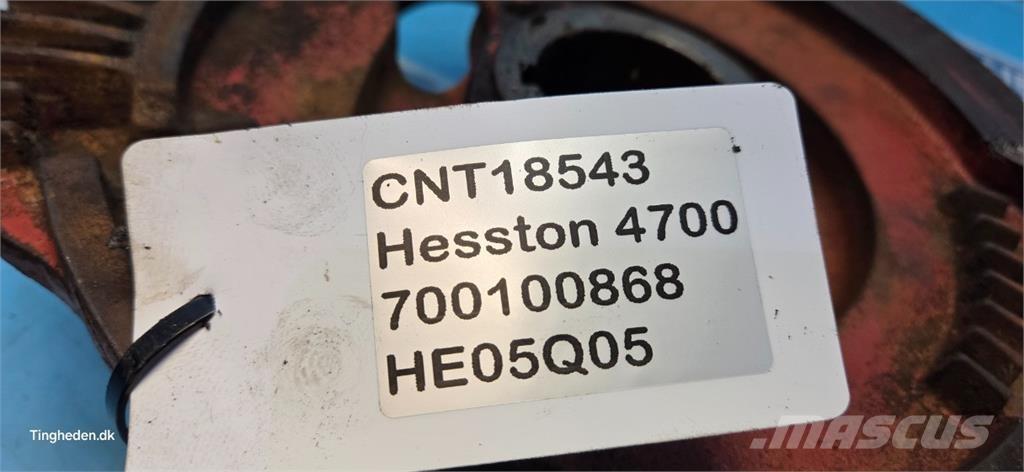 CNT18543
Hesston 4700
700100868
HE05Q05
Tingheden.dk
MASCUS